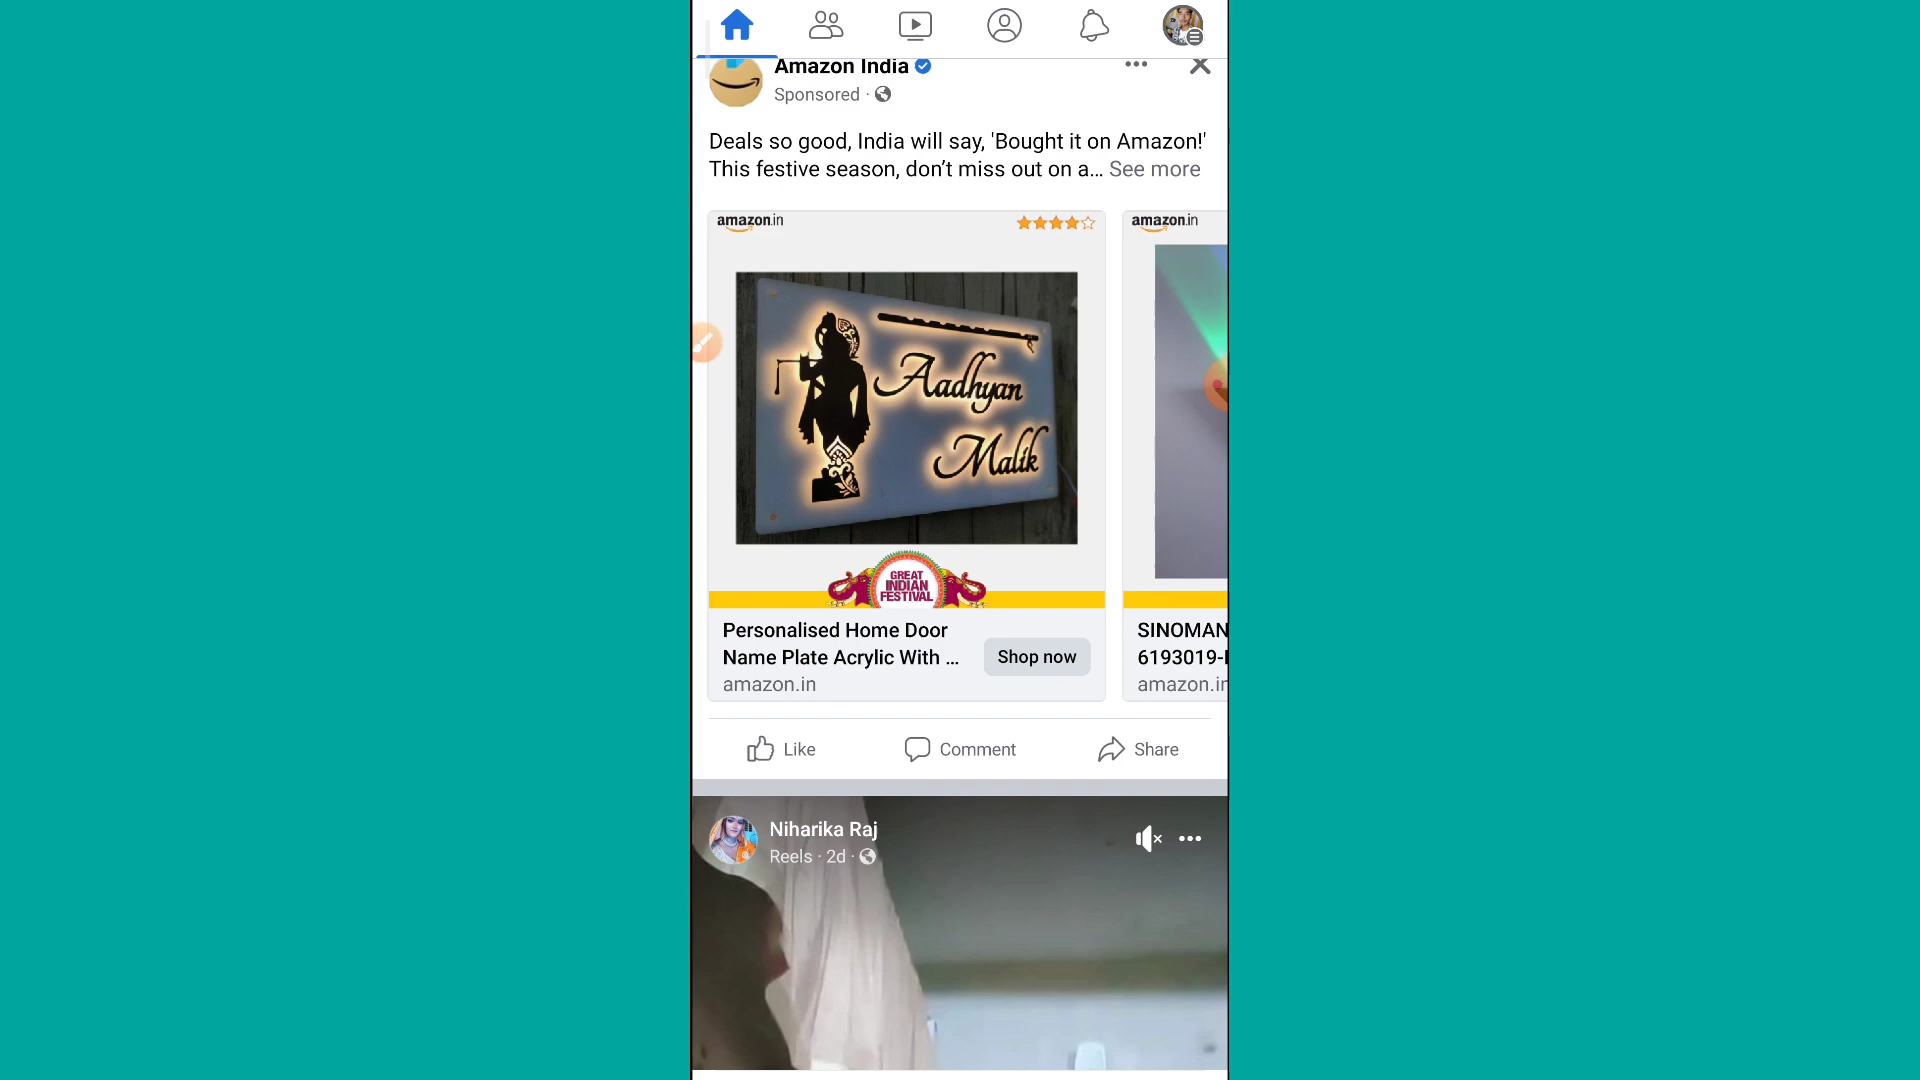 Amazon India
Sponsored ·
Deals so good, India will say, 'Bought it on Amazon!'
This festive season, don’t miss out on a... See more
amazon.in
amazon.in
Aadhyan
Malik
GREAT
INDIAN
FESTIVAL
Personalised Home Door
Name Plate Acrylic With ...
amazon.in
Shop now
SINOMAN
6193019-
amazon.in
Like
Comment
Share
Niharika Raj
Reels · 2d ·